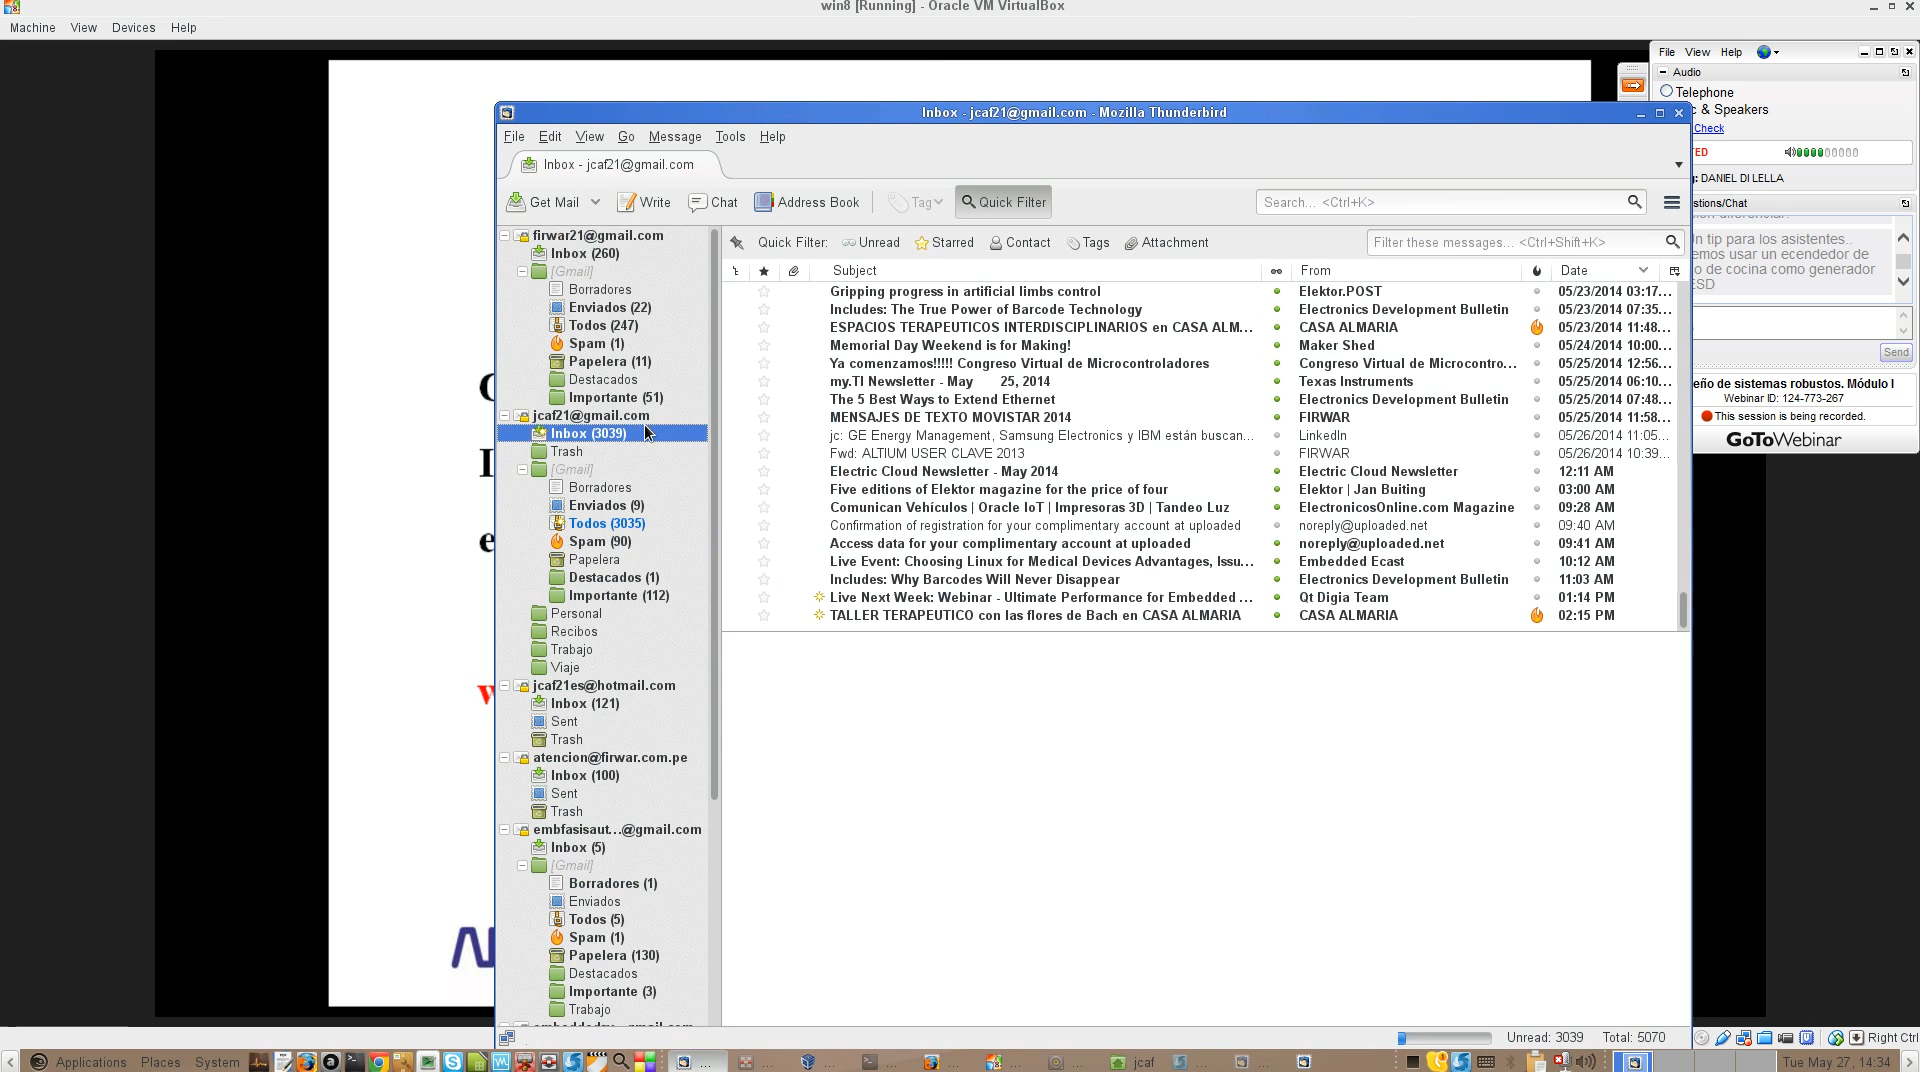 win8 [Running] - Oracle VM VirtualBox
Machine View Devices Help
File View Help
Audio
Telephone
c & Speakers
Check
TED
: DANIEL DI LELLA
stions/Chat
In tip para los asistentes..
emos usar un ecendedor de
o de cocina como generador
ESD
Send
eño de sistemas robustos. Módulo I
Webinar ID: 124-773-267
This session is being recorded.
GoToWebinar
Inbox - jcaf21@gmail.com - Mozilla Thunderbird
File Edit View Go Message Tools Help
Inbox - jcaf21@gmail.com
Get Mail Write Chat Address Book Tag Quick Filter Search... <Ctrl+K>
Quick Filter: Unread Starred Contact Tags Attachment Filter these messages... <Ctrl+Shift+K>
Subject From Date
Gripping progress in artificial limbs control Elektor.POST 05/23/2014 03:17...
Includes: The True Power of Barcode Technology Electronics Development Bulletin 05/23/2014 07:35...
ESPACIOS TERAPEUTICOS INTERDISCIPLINARIOS en CASA ALM... CASA ALMARIA 05/23/2014 11:48...
Memorial Day Weekend is for Making! Maker Shed 05/24/2014 10:00...
Ya comenzamos!!!!! Congreso Virtual de Microcontroladores Congreso Virtual de Microcontro... 05/25/2014 12:56...
my.TI Newsletter - May 25, 2014 Texas Instruments 05/25/2014 06:10...
The 5 Best Ways to Extend Ethernet Electronics Development Bulletin 05/25/2014 07:48...
MENSAJES DE TEXTO MOVISTAR 2014 FIRWAR 05/25/2014 11:58...
jc: GE Energy Management, Samsung Electronics y IBM están buscan... LinkedIn 05/26/2014 11:05...
Fwd: ALTIUM USER CLAVE 2013 FIRWAR 05/26/2014 10:39...
Electric Cloud Newsletter - May 2014 Electric Cloud Newsletter 12:11 AM
Five editions of Elektor magazine for the price of four Elektor | Jan Buiting 03:00 AM
Comunican Vehículos | Oracle IoT | Impresoras 3D | Tandeo Luz ElectronicosOnline.com Magazine 09:28 AM
Confirmation of registration for your complimentary account at uploaded noreply@uploaded.net 09:40 AM
Access data for your complimentary account at uploaded noreply@uploaded.net 09:41 AM
Live Event: Choosing Linux for Medical Devices Advantages, Issu... Embedded Ecast 10:12 AM
Includes: Why Barcodes Will Never Disappear Electronics Development Bulletin 11:03 AM
Live Next Week: Webinar - Ultimate Performance for Embedded ... Qt Digia Team 01:14 PM
TALLER TERAPEUTICO con las flores de Bach en CASA ALMARIA CASA ALMARIA 02:15 PM
firwar21@gmail.com
Inbox (260)
[Gmail]
Borradores
Enviados (22)
Todos (247)
Spam (1)
Papelera (11)
Destacados
Importante (51)
jcaf21@gmail.com
Inbox (3039)
Trash
[Gmail]
Borradores
Enviados (9)
Todos (3035)
Spam (90)
Papelera
Destacados (1)
Importante (112)
Personal
Recibos
Trabajo
Viaje
jcaf21es@hotmail.com
Inbox (121)
Sent
Trash
atencion@firwar.com.pe
Inbox (100)
Sent
Trash
embfasisaut...@gmail.com
Inbox (5)
[Gmail]
Borradores (1)
Enviados
Todos (5)
Spam (1)
Papelera (130)
Destacados
Importante (3)
Trabajo
Unread: 3039 Total: 5070
Right Ctrl
Applications Places System jcaf Tue May 27, 14:34